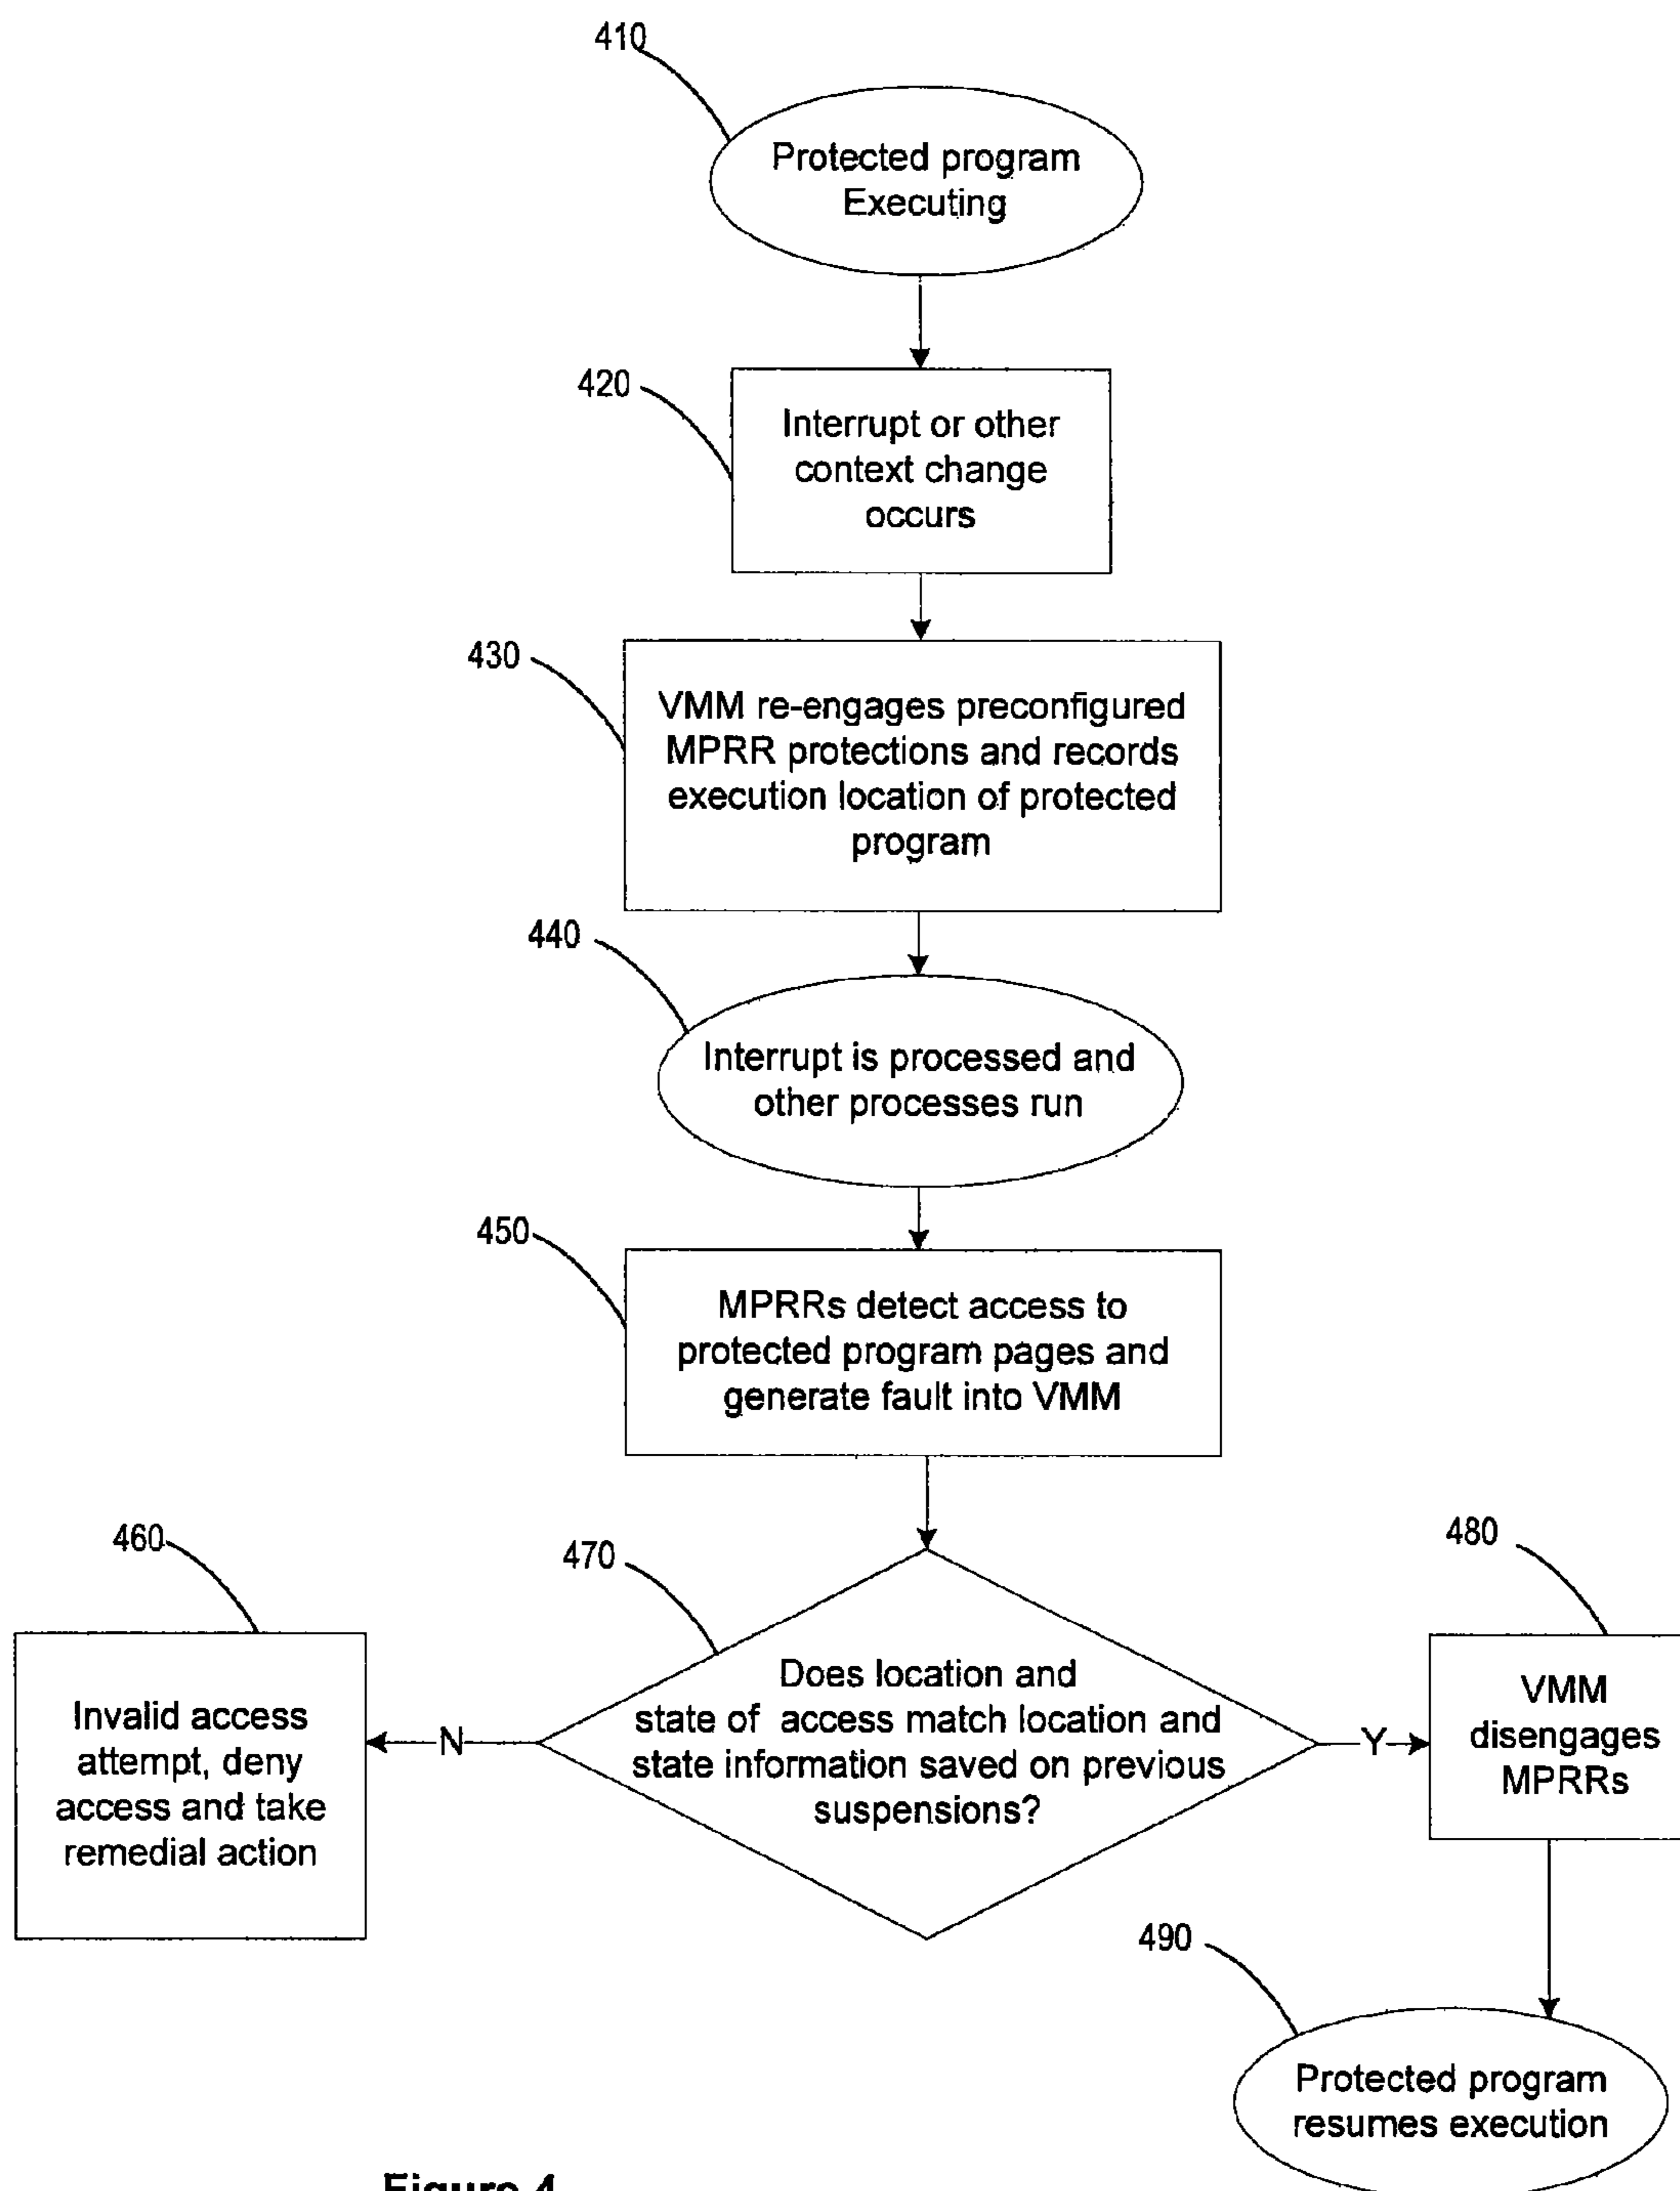 410
Protected program
Executing
420
Interrupt or other
context change
occurs
430
VMM re-engages preconfigured
MPRR protections and records
execution location of protected
program
440
Interrupt is processed and
other processes run
450
MPRRs detect access to
protected program pages and
generate fault into VMM
460
Invalid access
attempt, deny
access and take
remedial action
N
470
Does location and
state of access match location and
state information saved on previous
suspensions?
Y
480
VMM
disengages
MPRRs
490
Protected program
resumes execution
Figure 4